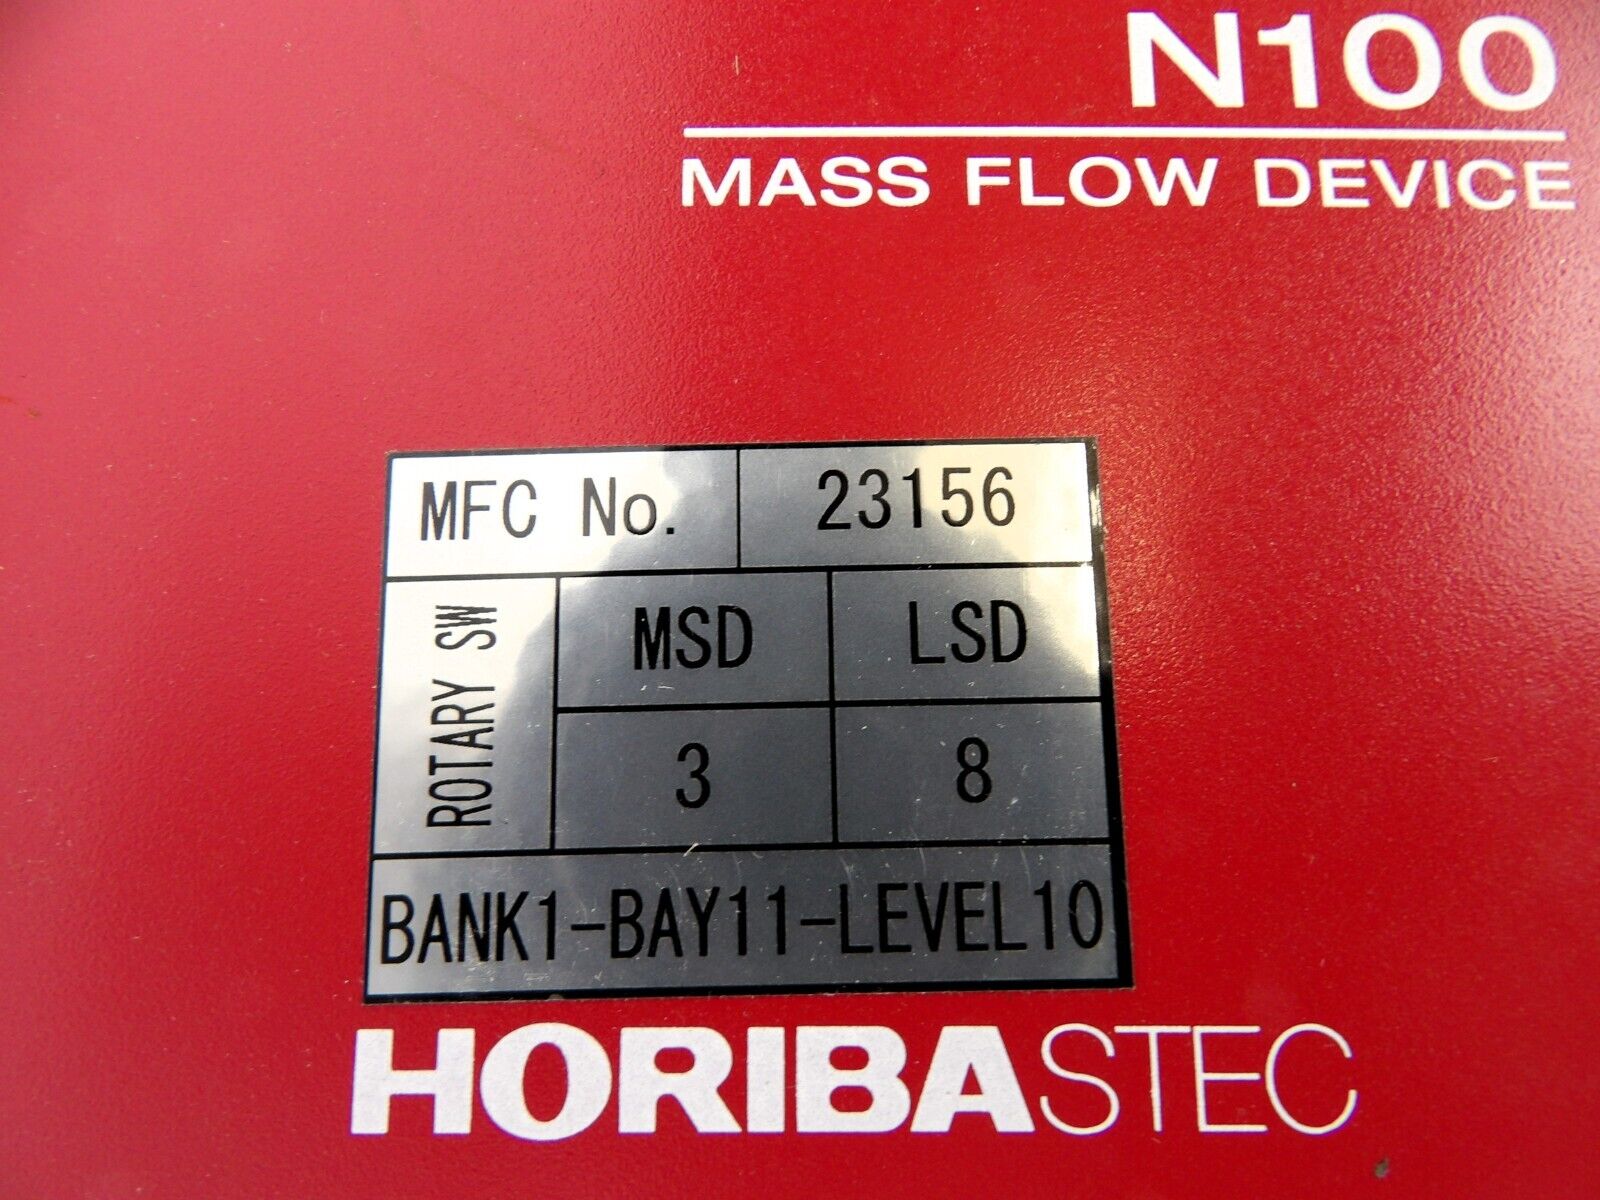 N100
MASS FLOW DEVICE
MFC No. 23156
ROTARY SW
MSD LSD
3 8
BANK1-BAY11-LEVEL10
HORIBASTEC